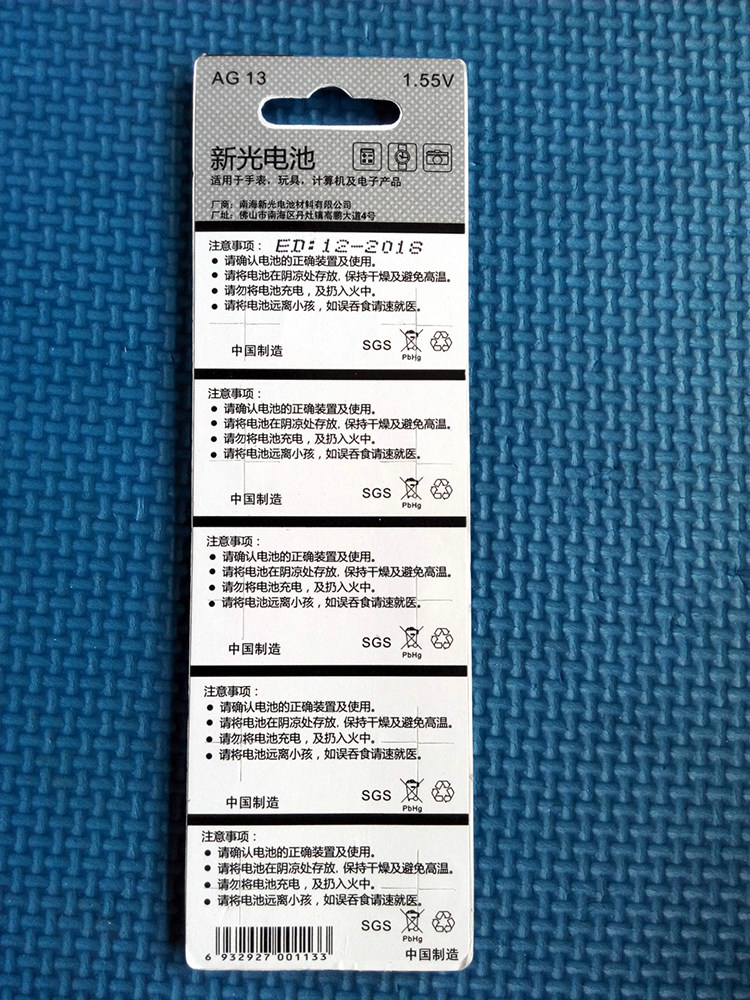 AG 13 1.55V
新光电池
适用于手表，玩具，计算机及电子产品
厂商：南海新光电池材料有限公司
厂址：佛山市南海区丹灶镇高鹏大道4号
注意事项： ED:12-2018
● 请确认电池的正确装置及使用。
● 请将电池在阴凉处存放, 保持干燥及避免高温。
● 请勿将电池充电，及扔入火中。
● 请将电池远离小孩，如误吞食请速就医。
中国制造 SGS PbHg
注意事项：
● 请确认电池的正确装置及使用。
● 请将电池在阴凉处存放, 保持干燥及避免高温。
● 请勿将电池充电，及扔入火中。
● 请将电池远离小孩，如误吞食请速就医。
中国制造 SGS PbHg
注意事项：
● 请确认电池的正确装置及使用。
● 请将电池在阴凉处存放, 保持干燥及避免高温。
● 请勿将电池充电，及扔入火中。
● 请将电池远离小孩，如误吞食请速就医。
中国制造 SGS PbHg
注意事项：
● 请确认电池的正确装置及使用。
● 请将电池在阴凉处存放, 保持干燥及避免高温。
● 请勿将电池充电，及扔入火中。
● 请将电池远离小孩，如误吞食请速就医。
中国制造 SGS PbHg
注意事项：
● 请确认电池的正确装置及使用。
● 请将电池在阴凉处存放, 保持干燥及避免高温。
● 请勿将电池充电，及扔入火中。
● 请将电池远离小孩，如误吞食请速就医。
SGS PbHg
6 932927 001133 中国制造